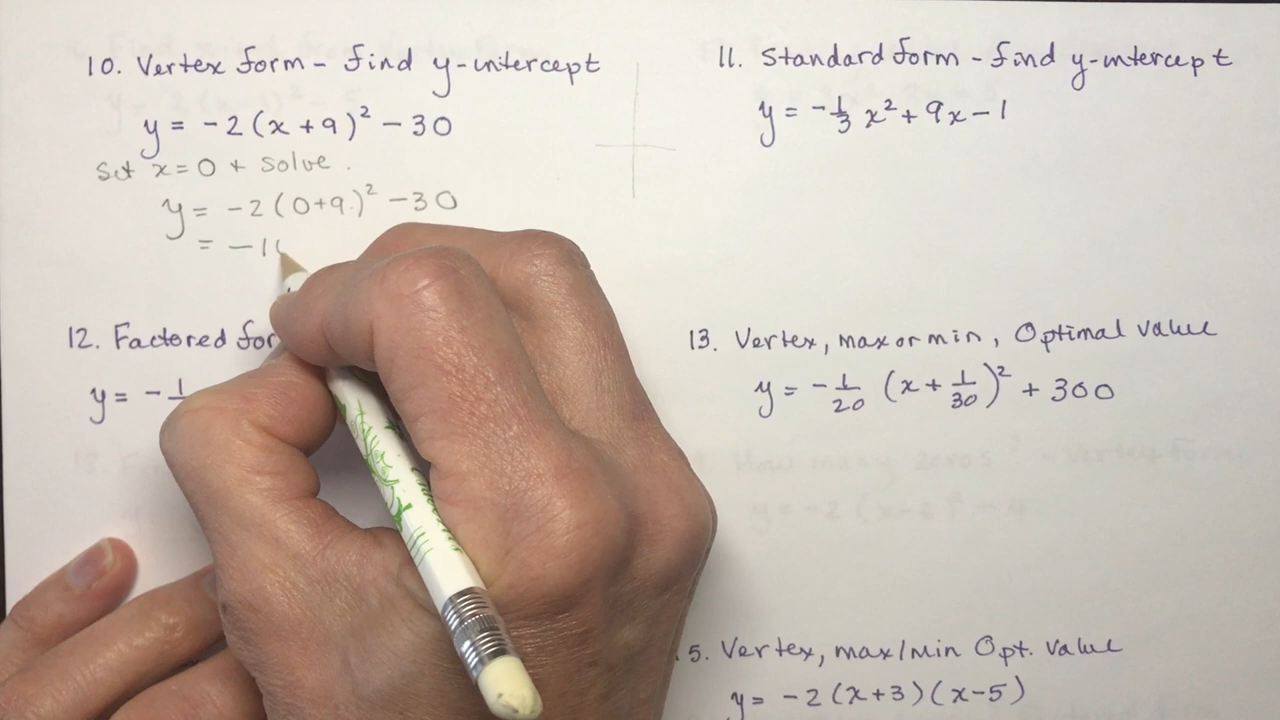 10. Vertex form - find y-intercept
y = -2(x+9)² - 30
Set x=0 + solve.
y = -2(0+9)² - 30
= -1
11. Standard form - find y-intercept
y = -1/3 x² + 9x - 1
12. Factored for
y = - 1
13. Vertex, max or min, Optimal value
y = -1/20 (x + 1/30)² + 300
5. Vertex, max/min Opt. value
y = -2(x+3)(x-5)